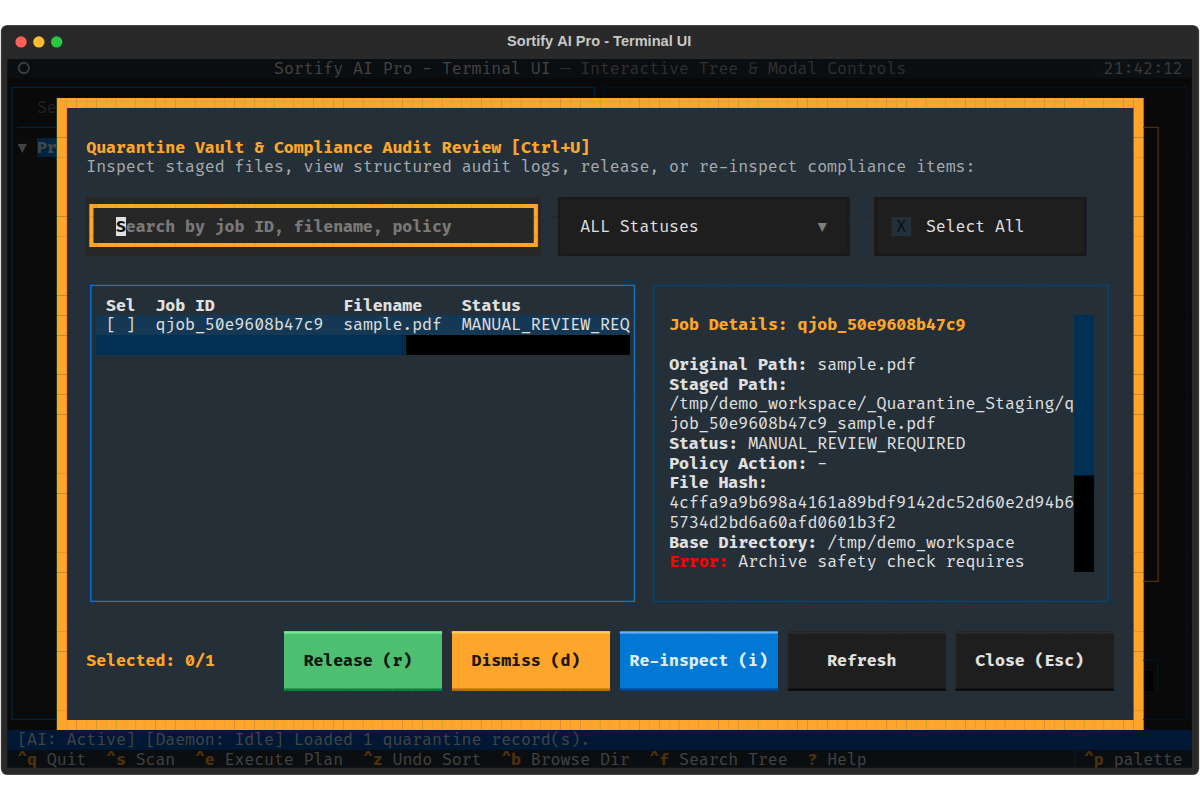 Sortify AI Pro - Terminal UI
Sortify AI Pro - Terminal UI — Interactive Tree & Modal Controls
21:42:12
Se
▼ Pr
Quarantine Vault & Compliance Audit Review [Ctrl+U]
Inspect staged files, view structured audit logs, release, or re-inspect compliance items:
Search by job ID, filename, policy
ALL Statuses ▼
X Select All
Sel Job ID Filename Status
[ ] qjob_50e9608b47c9 sample.pdf MANUAL_REVIEW_REQ
Job Details: qjob_50e9608b47c9
Original Path: sample.pdf
Staged Path:
/tmp/demo_workspace/_Quarantine_Staging/q
job_50e9608b47c9_sample.pdf
Status: MANUAL_REVIEW_REQUIRED
Policy Action: -
File Hash:
4cffa9a9b698a4161a89bdf9142dc52d60e2d94b6
5734d2bd6a60afd0601b3f2
Base Directory: /tmp/demo_workspace
Error: Archive safety check requires
Selected: 0/1
Release (r)
Dismiss (d)
Re-inspect (i)
Refresh
Close (Esc)
[AI: Active] [Daemon: Idle] Loaded 1 quarantine record(s).
^q Quit ^s Scan ^e Execute Plan ^z Undo Sort ^b Browse Dir ^f Search Tree ? Help ^p palette